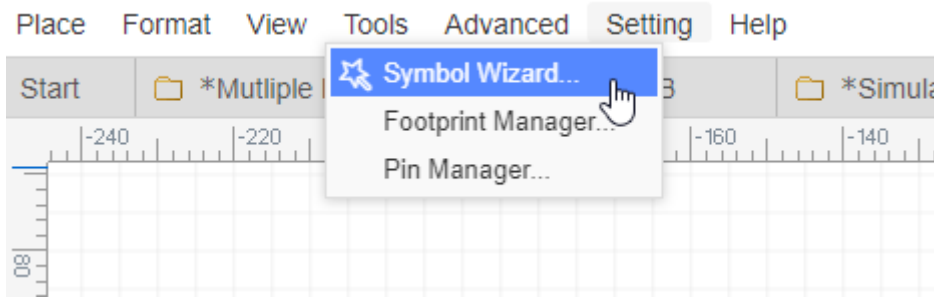 Place Format View Tools Advanced Setting Help
Start *Mutliple B *Simula
Symbol Wizard...
Footprint Manager...
Pin Manager...
-240 -220 -160 -140
80